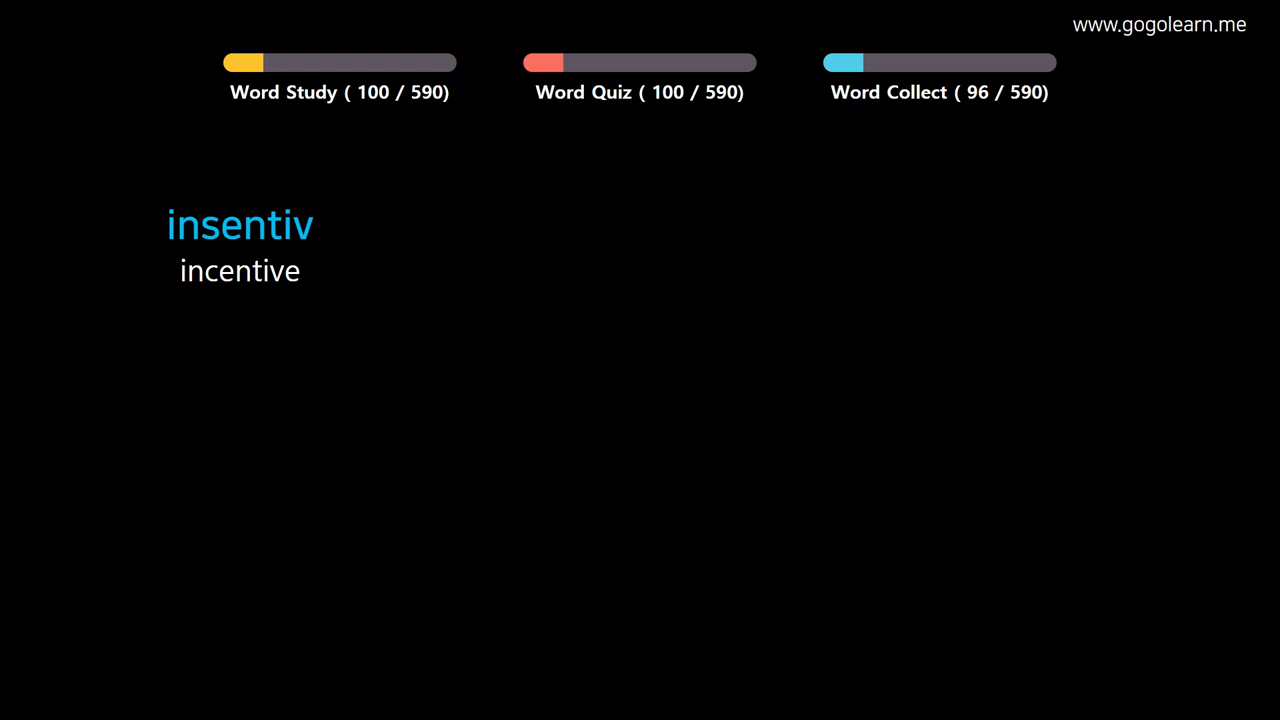 www.gogolearn.me
Word Study ( 100 / 590)
Word Quiz ( 100 / 590)
Word Collect ( 96 / 590)
insentiv
incentive